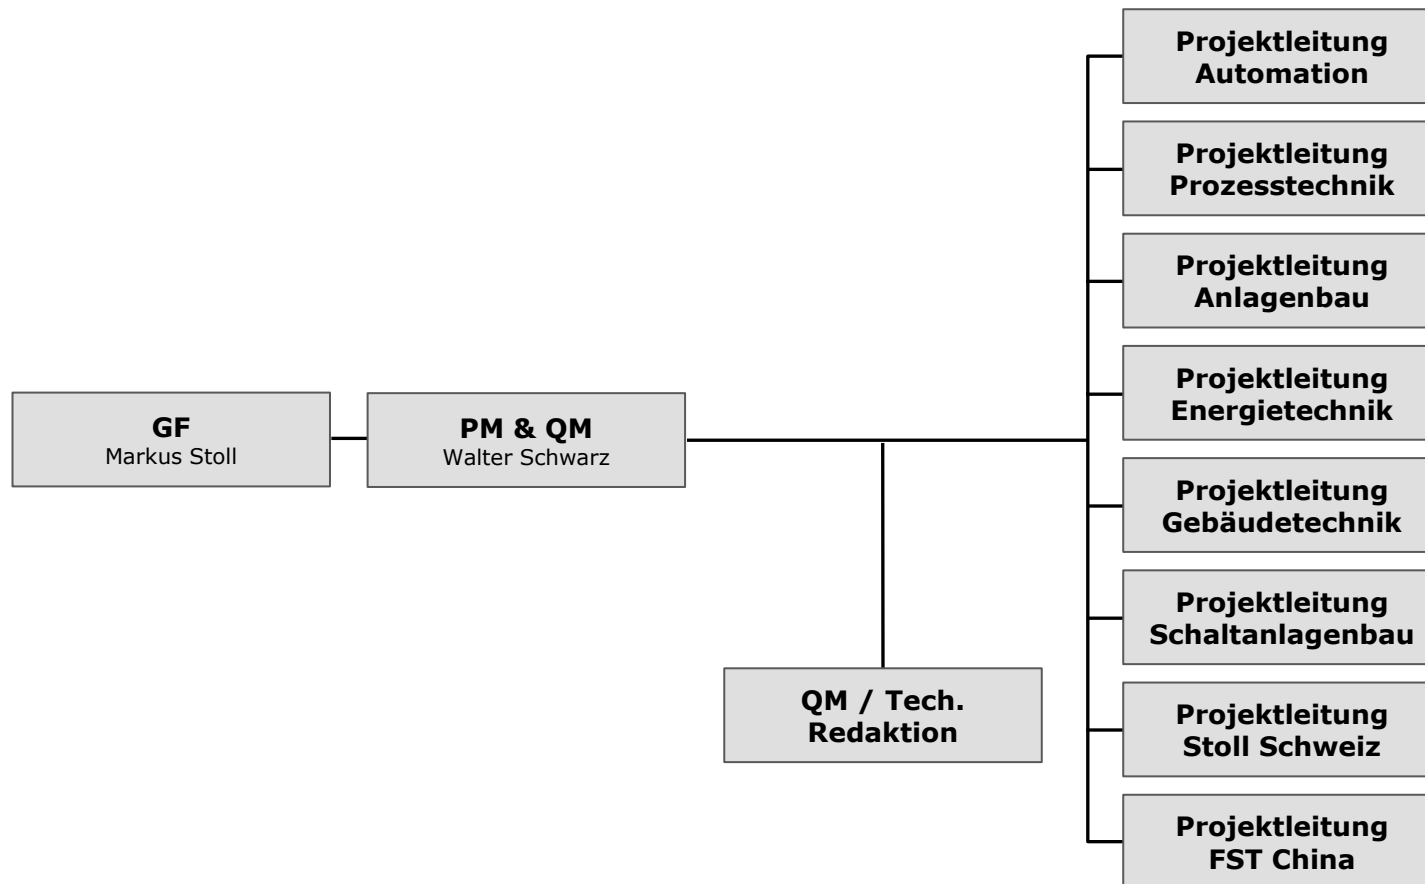 GF
Markus Stoll
PM & QM
Walter Schwarz
QM / Tech.
Redaktion
Projektleitung
Automation
Projektleitung
Prozesstechnik
Projektleitung
Anlagenbau
Projektleitung
Energietechnik
Projektleitung
Gebäudetechnik
Projektleitung
Schaltanlagenbau
Projektleitung
Stoll Schweiz
Projektleitung
FST China